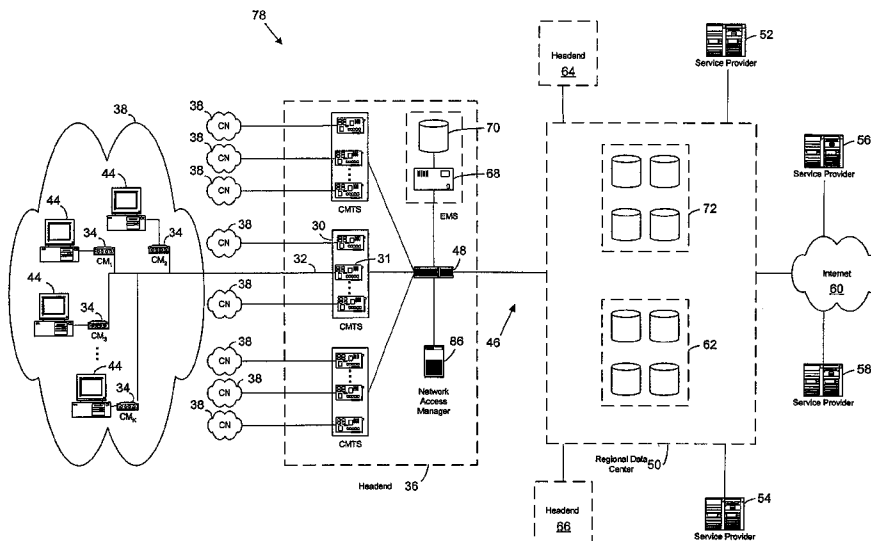 78
38
44
44
34
34
CM1
CM2
44
34
CM3
44
34
CMK
38
CN
38
CN
38
CN
38
CN
32
38
CN
38
CN
38
CN
38
CN
CMTS
30
31
CMTS
CMTS
70
68
EMS
48
46
86
Network
Access
Manager
Headend
36
Headend
64
52
Service Provider
72
62
56
Service Provider
Internet
60
58
Service Provider
Regional Data
Center
50
Headend
66
54
Service Provider